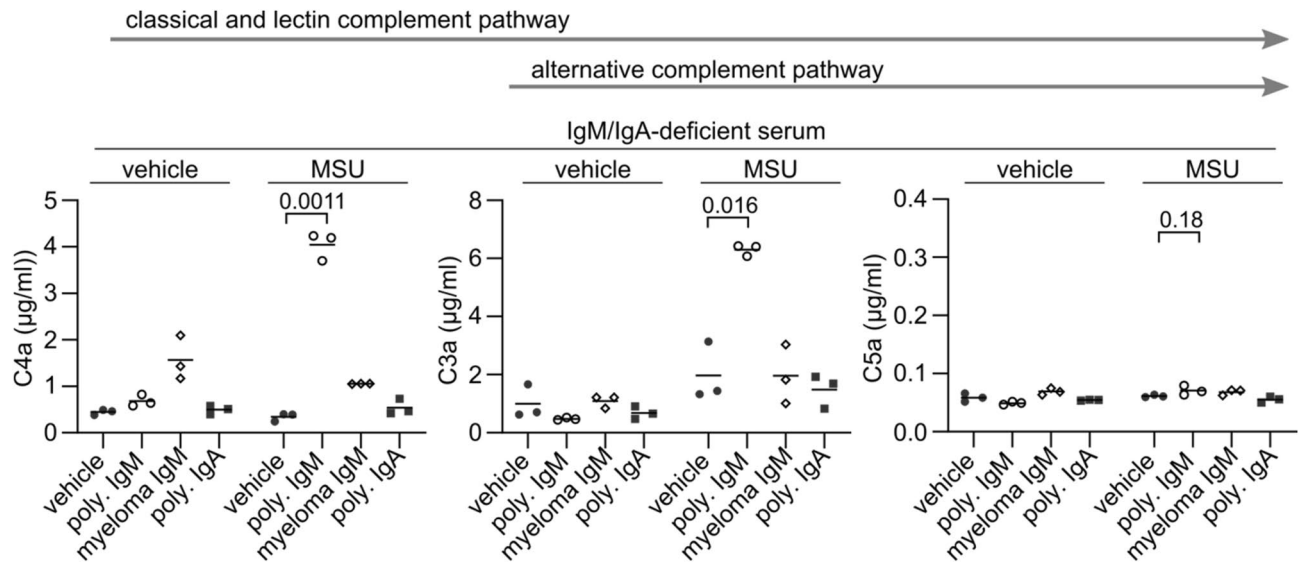 classical and lectin complement pathway
alternative complement pathway
IgM/IgA-deficient serum
vehicle MSU vehicle MSU vehicle MSU
C4a (µg/ml))
5
4
3
2
1
0
0.0011
vehicle
poly. IgM
myeloma IgM
poly. IgA
vehicle
poly. IgM
myeloma IgM
poly. IgA
C3a (µg/ml)
8
6
4
2
0
0.016
vehicle
poly. IgM
myeloma IgM
poly. IgA
vehicle
poly. IgM
myeloma IgM
poly. IgA
C5a (µg/ml)
0.4
0.3
0.2
0.1
0.0
0.18
vehicle
poly. IgM
myeloma IgM
poly. IgA
vehicle
poly. IgM
myeloma IgM
poly. IgA